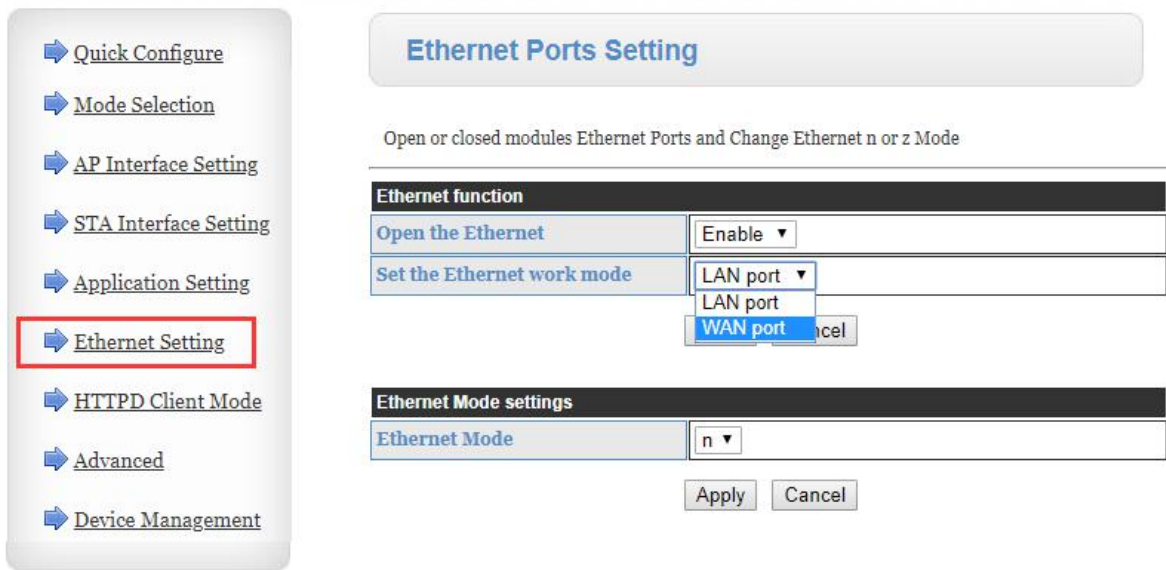 Quick Configure
Mode Selection
AP Interface Setting
STA Interface Setting
Application Setting
Ethernet Setting
HTTPD Client Mode
Advanced
Device Management
Ethernet Ports Setting
Open or closed modules Ethernet Ports and Change Ethernet n or z Mode
Ethernet function
Open the Ethernet Enable
Set the Ethernet work mode LAN port
LAN port
WAN port
Ethernet Mode settings
Ethernet Mode n
Apply Cancel